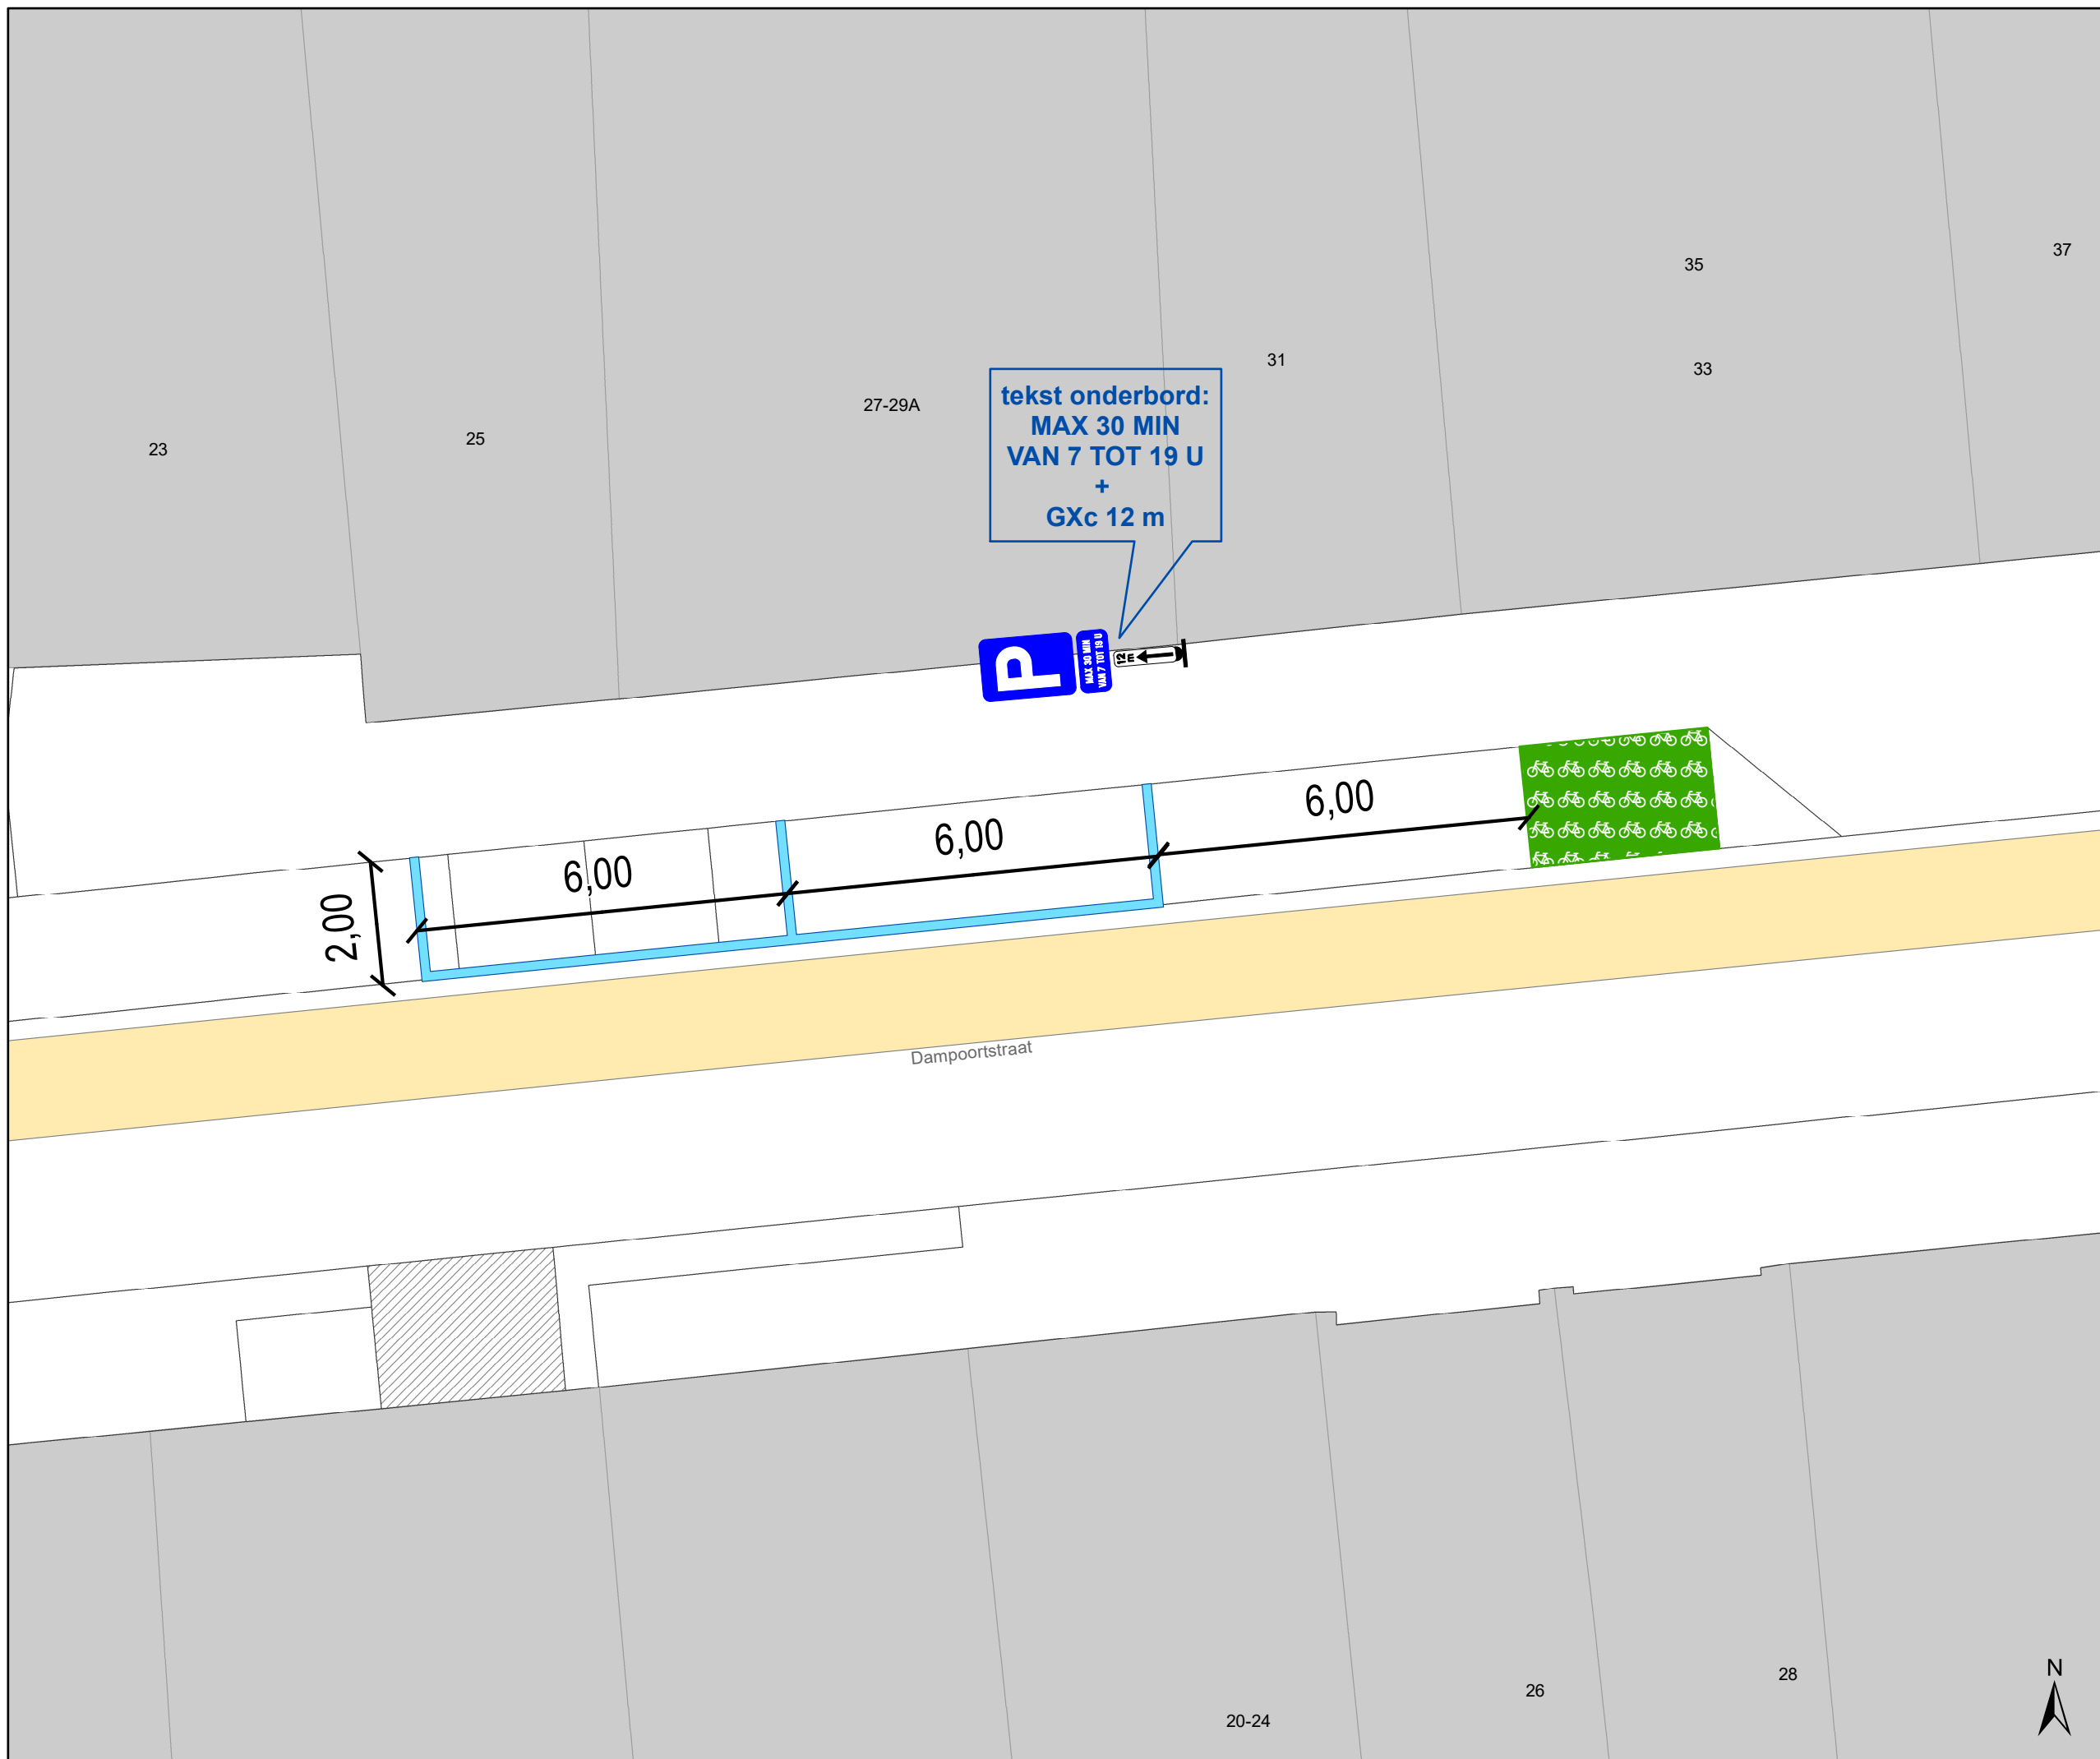 37
35
31
33
27-29A
25
23
tekst onderbord:
MAX 30 MIN
VAN 7 TOT 19 U
+
GXc 12 m
P
MAX 30 MIN
VAN 7 TOT 19 U
12 m
6,00
6,00
6,00
2,00
Dampoortstraat
N
28
26
20-24